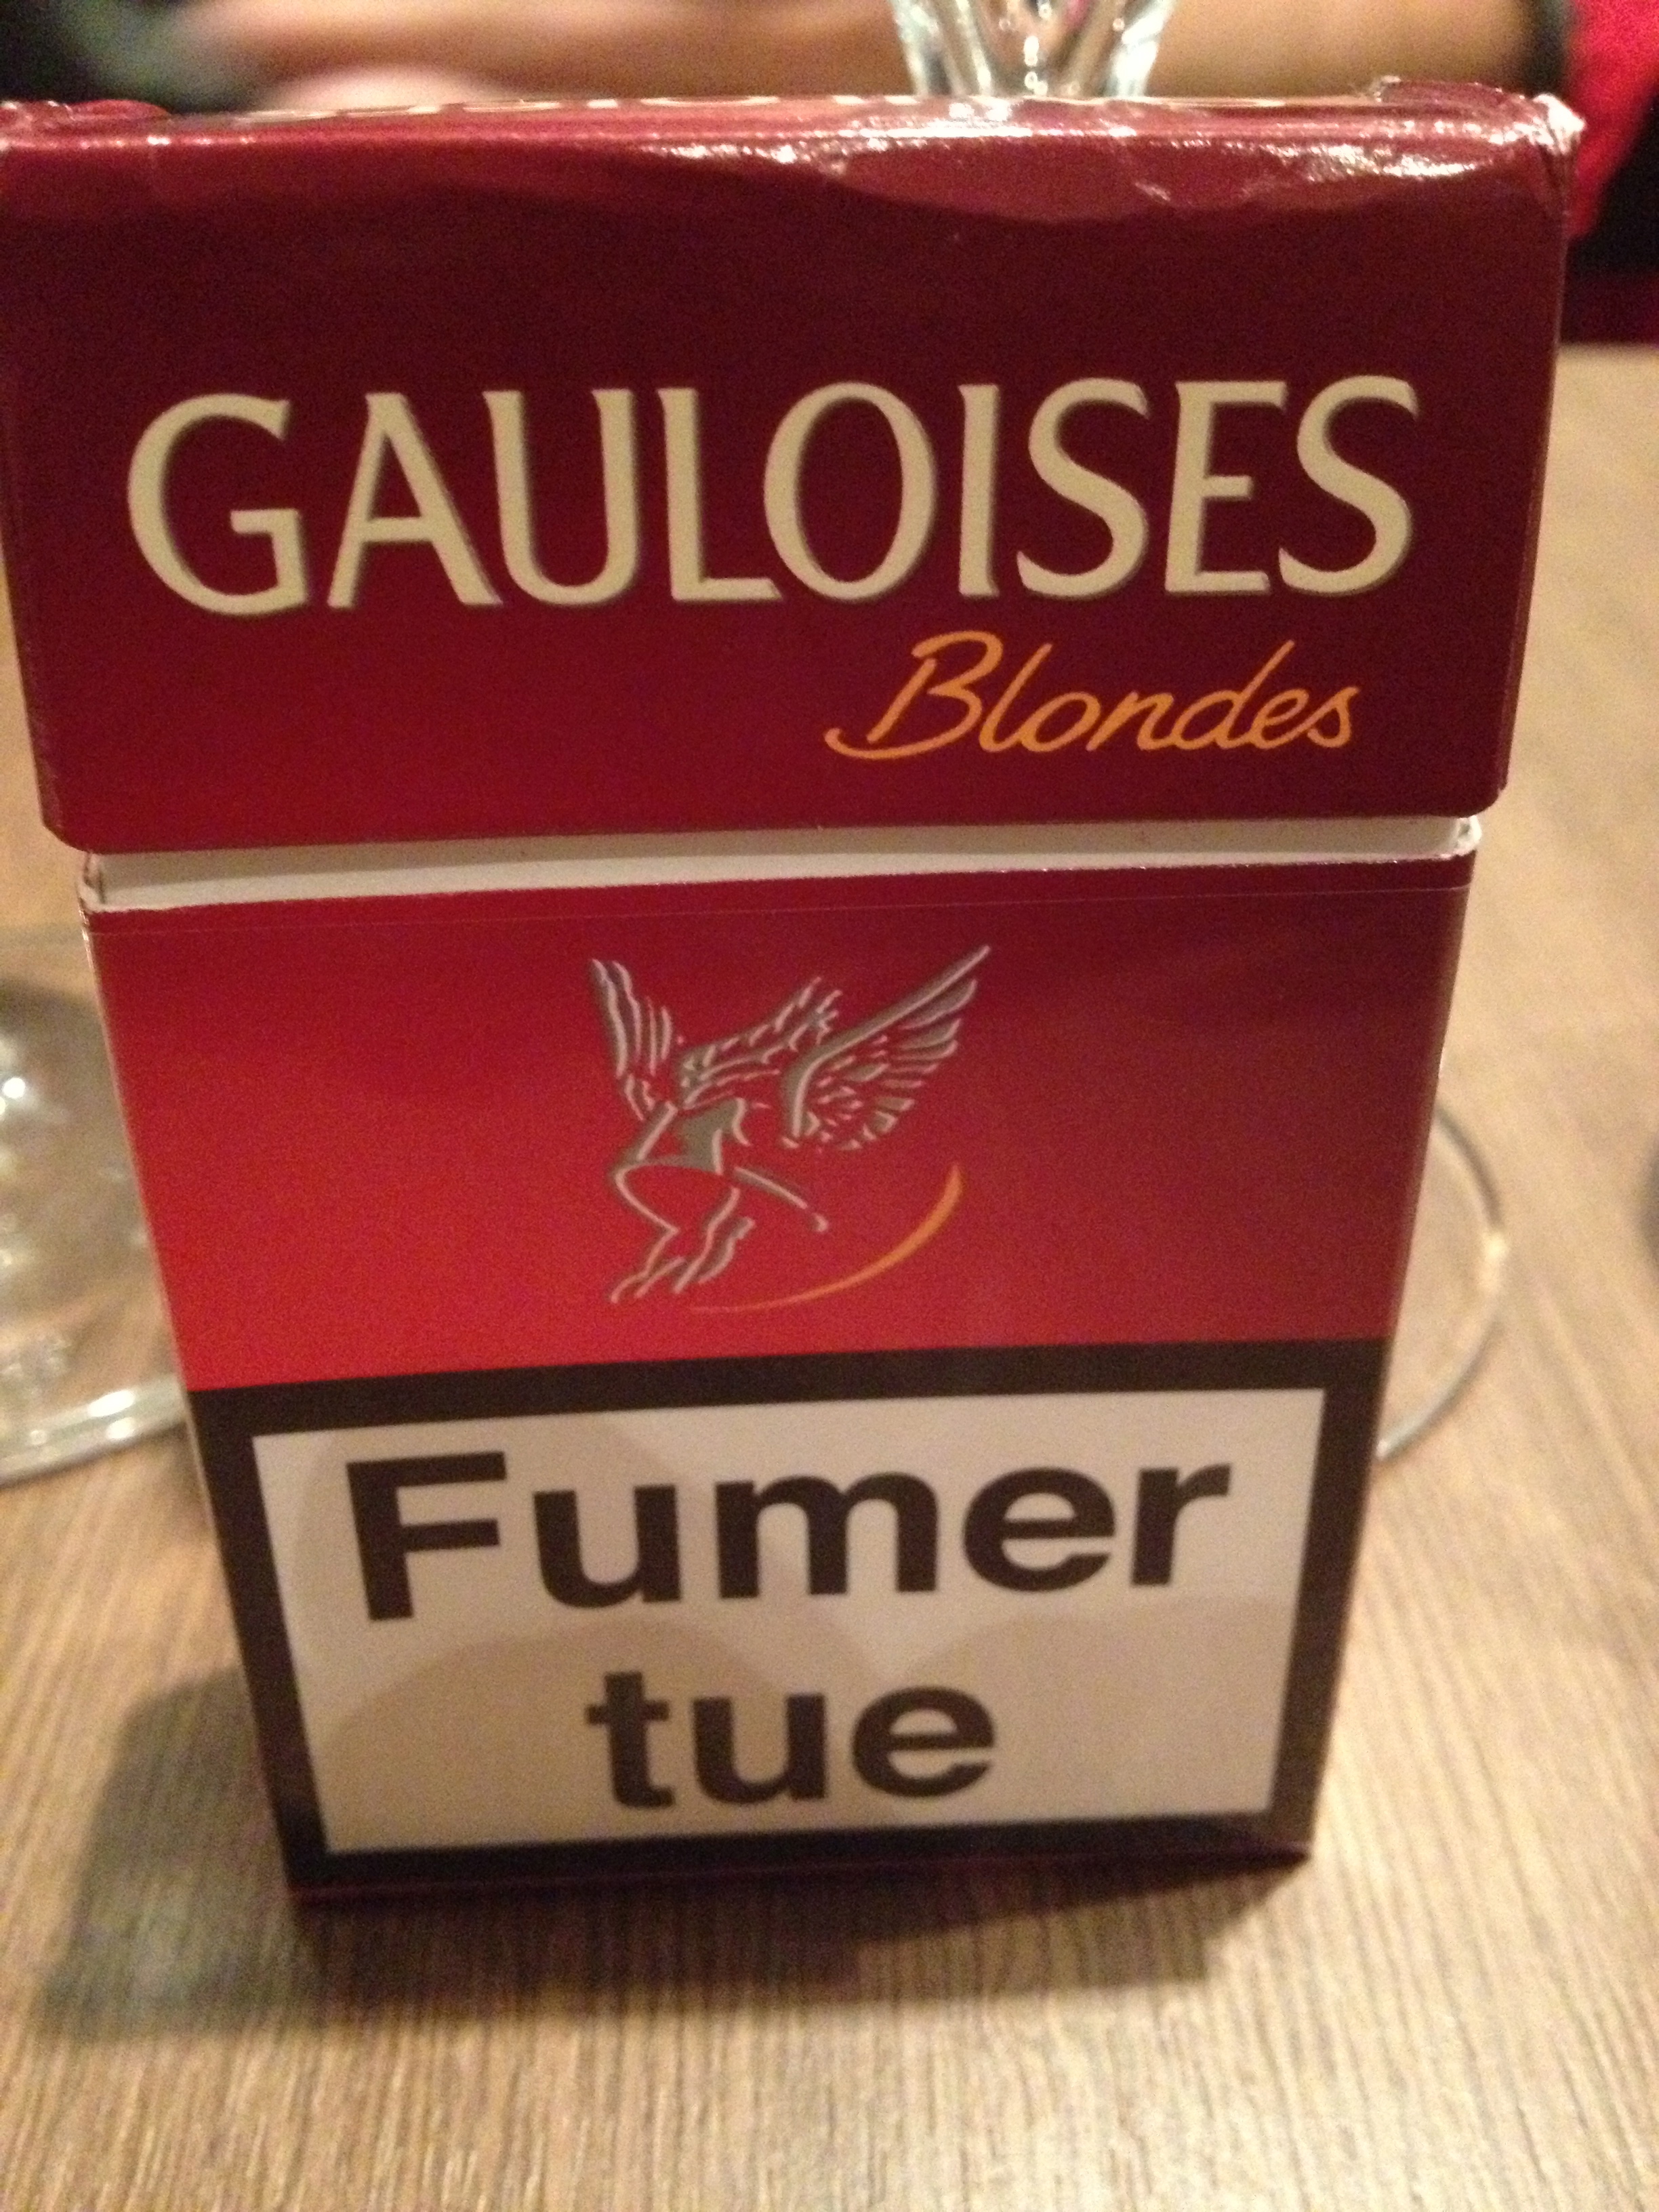 GAULOISES
Blondes
Fumer
tue